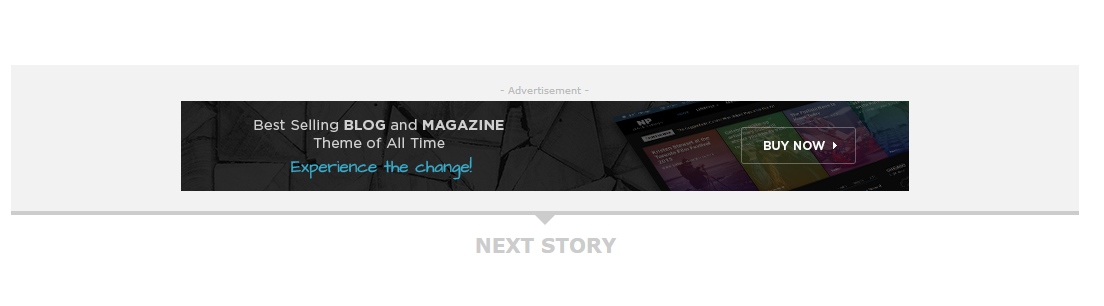 - Advertisement -
Best Selling BLOG and MAGAZINE
Theme of All Time
Experience the change!
NP
BUY NOW
NEXT STORY